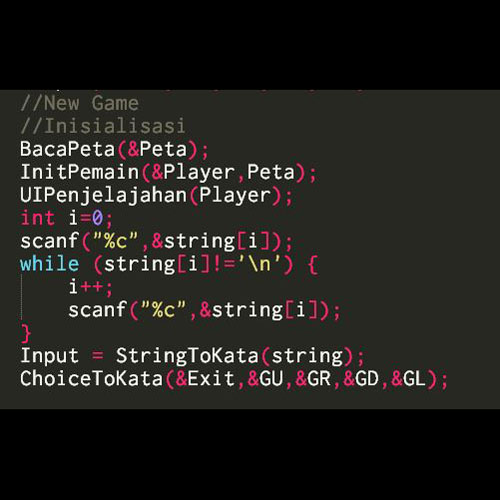 //New Game
//Inisialisasi
BacaPeta(&Peta);
InitPemain(&Player,Peta);
UIPenjelajahan(Player);
int i=0;
scanf("%c",&string[i]);
while (string[i]!='\n') {
    i++;
    scanf("%c",&string[i]);
}
Input = StringToKata(string);
ChoiceToKata(&Exit,&GU,&GR,&GD,&GL);